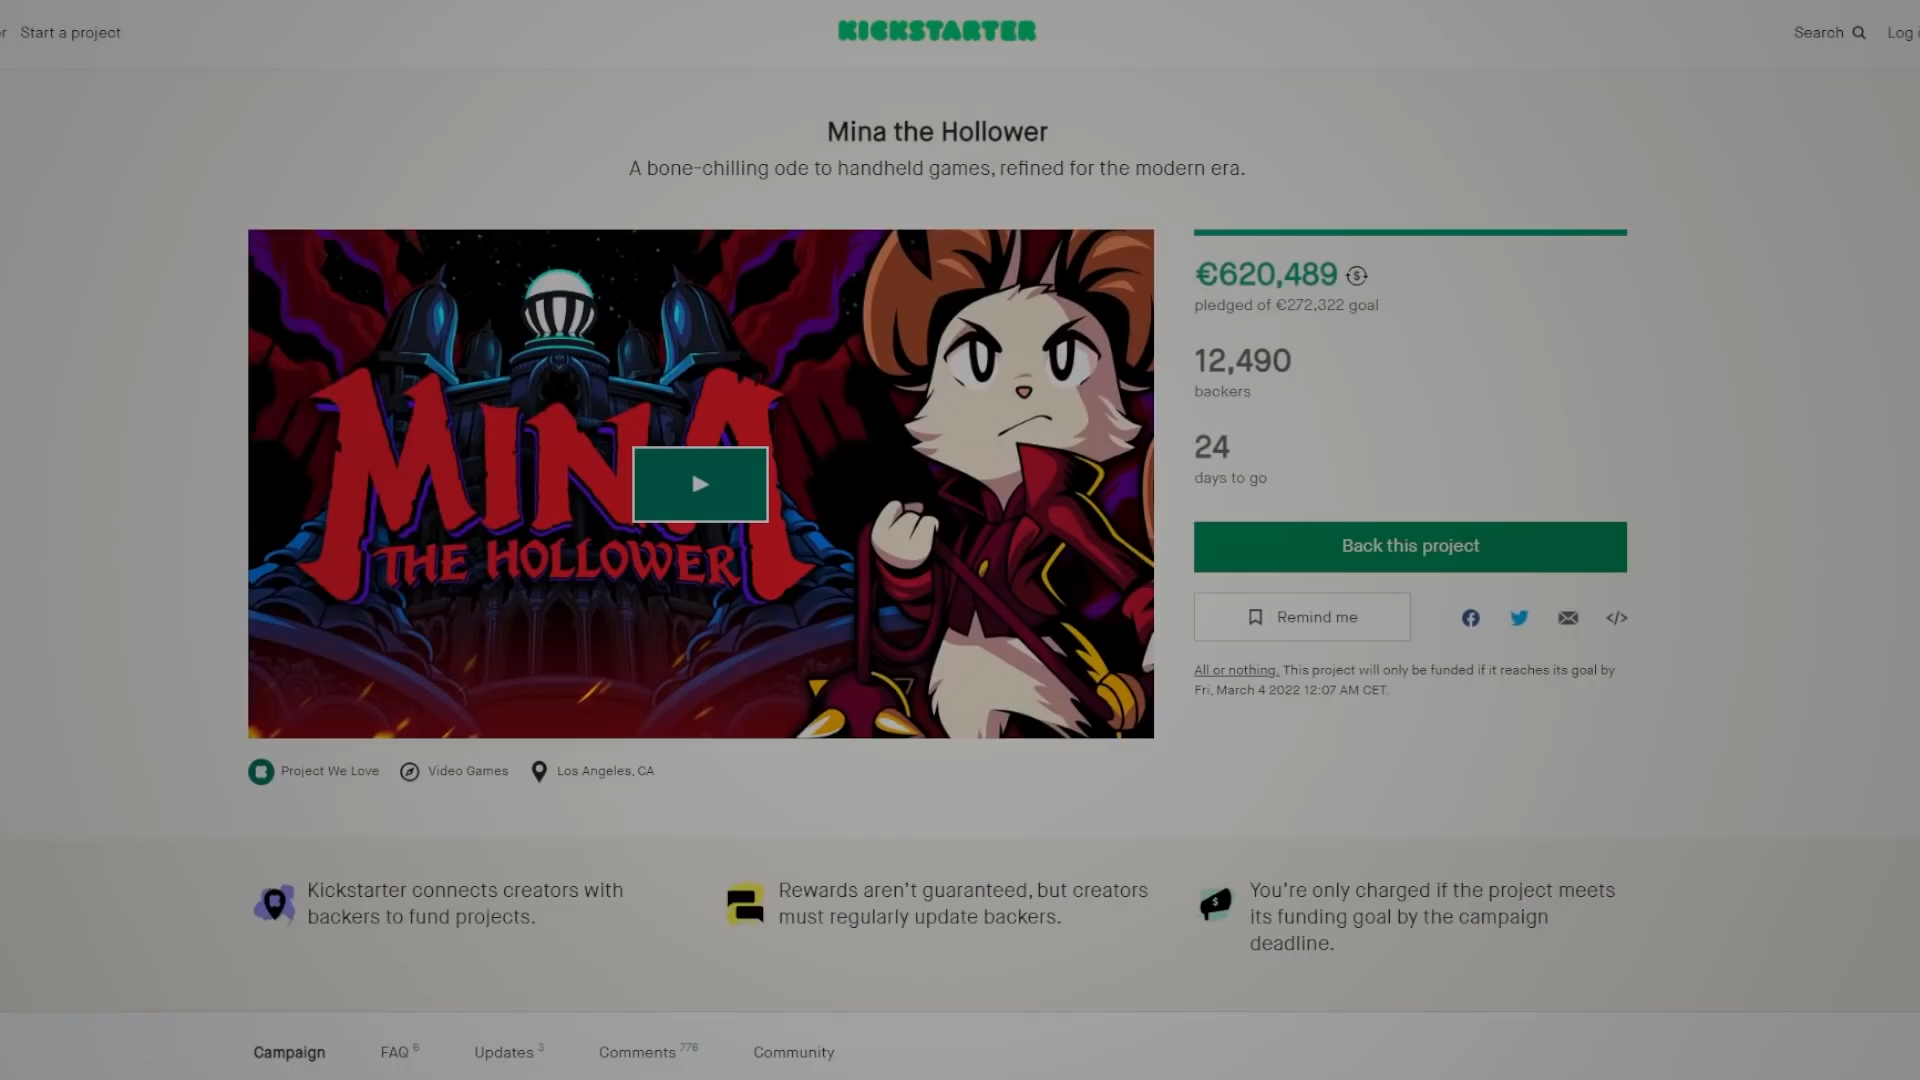 Start a project
KICKSTARTER
Search
Log
Mina the Hollower
A bone-chilling ode to handheld games, refined for the modern era.
MINA
THE HOLLOWER
€620,489
pledged of €272,322 goal
12,490
backers
24
days to go
Back this project
Remind me
All or nothing. This project will only be funded if it reaches its goal by
Fri, March 4 2022 12:07 AM CET.
Project We Love
Video Games
Los Angeles, CA
Kickstarter connects creators with
backers to fund projects.
Rewards aren't guaranteed, but creators
must regularly update backers.
You're only charged if the project meets
its funding goal by the campaign
deadline.
Campaign
FAQ
Updates 3
Comments 776
Community